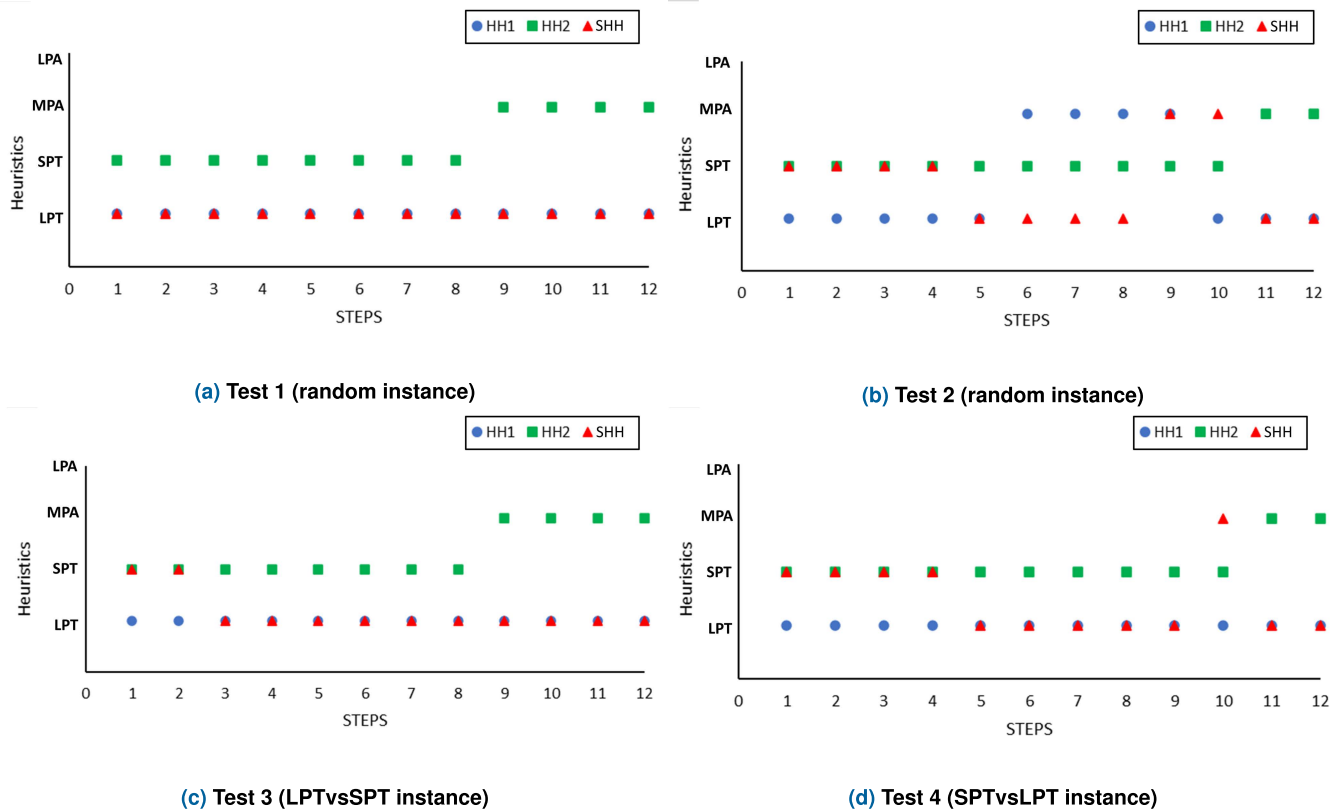 HH1 HH2 SHH
LPA
MPA
SPT
LPT
Heuristics
0 1 2 3 4 5 6 7 8 9 10 11 12
STEPS
(a) Test 1 (random instance)
HH1 HH2 SHH
LPA
MPA
SPT
LPT
Heuristics
0 1 2 3 4 5 6 7 8 9 10 11 12
STEPS
(b) Test 2 (random instance)
HH1 HH2 SHH
LPA
MPA
SPT
LPT
Heuristics
0 1 2 3 4 5 6 7 8 9 10 11 12
STEPS
(c) Test 3 (LPTvsSPT instance)
HH1 HH2 SHH
LPA
MPA
SPT
LPT
Heuristics
0 1 2 3 4 5 6 7 8 9 10 11 12
STEPS
(d) Test 4 (SPTvsLPT instance)